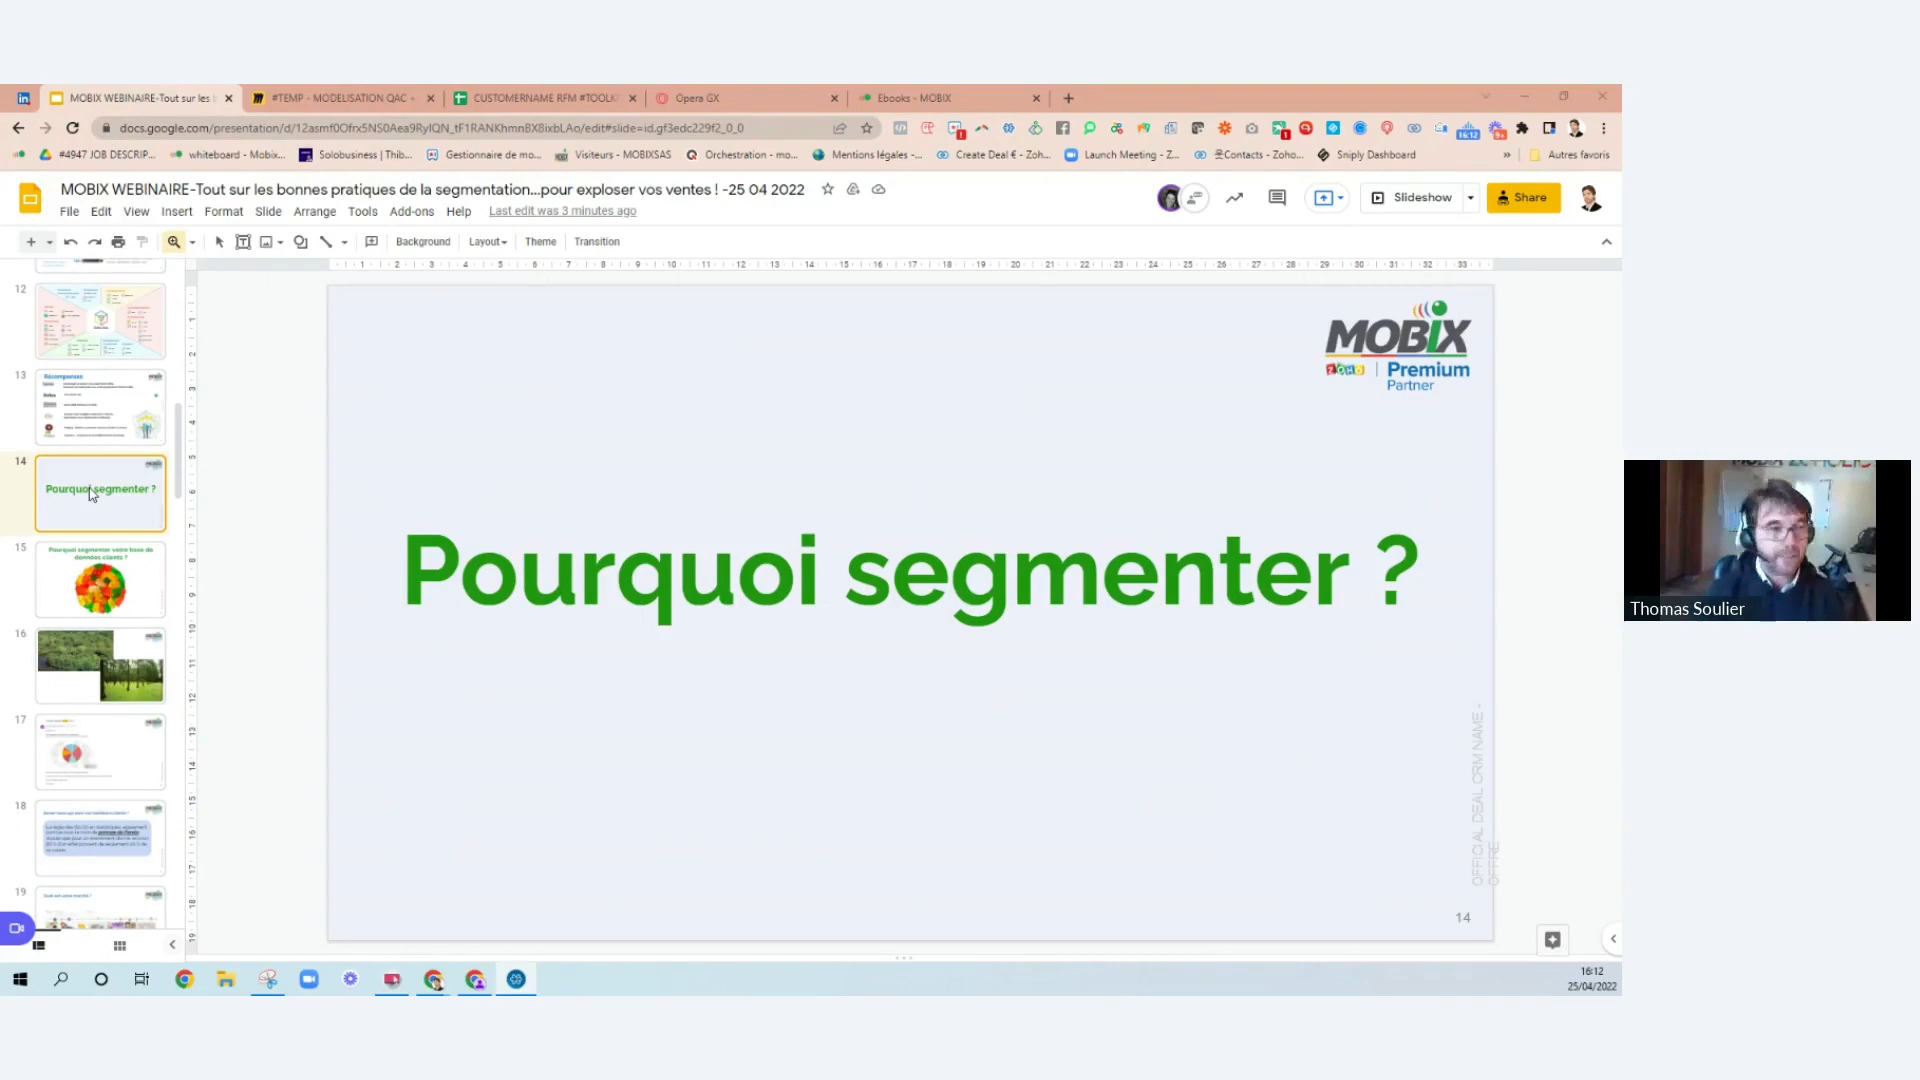 MOBIX WEBINAIRE-Tout sur les
#TEMP - MODELISATION QAC
CUSTOMERNAME RFM #TOOLK
Opera GX
Ebooks - MOBIX
docs.google.com/presentation/d/12asmf0Ofrx5NS0Aea9RylQN_tF1RANKhmnBX8ixbLAo/edit#slide=id.gf3edc229f2_0_0
#4947 JOB DESCRIP...
whiteboard - Mobix...
Solobusiness | Thib...
Gestionnaire de mo...
Visiteurs - MOBIXSAS
Orchestration - mo...
Mentions légales -...
Create Deal € - Zoh...
Launch Meeting - Z...
Contacts - Zoho...
Sniply Dashboard
Autres favoris
MOBIX WEBINAIRE-Tout sur les bonnes pratiques de la segmentation...pour exploser vos ventes ! -25 04 2022
File Edit View Insert Format Slide Arrange Tools Add-ons Help Last edit was 3 minutes ago
Slideshow
Share
Background Layout Theme Transition
12
13
Récompenses
14
Pourquoi segmenter ?
15
Pourquoi segmenter votre base de
données clients ?
16
17
18
19
MOBIX
ZOHO | Premium
Partner
Pourquoi segmenter ?
OFFICIAL DEAL CRM NAME -
OFFRE
14
Thomas Soulier
16:12
25/04/2022